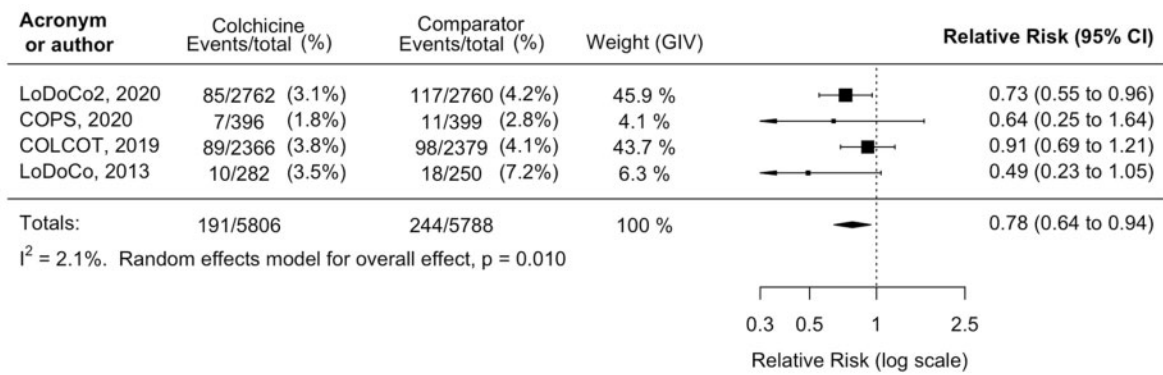 Acronym or author Colchicine Events/total (%) Comparator Events/total (%) Weight (GIV) Relative Risk (95% CI)
LoDoCo2, 2020 85/2762 (3.1%) 117/2760 (4.2%) 45.9 % 0.73 (0.55 to 0.96)
COPS, 2020 7/396 (1.8%) 11/399 (2.8%) 4.1 % 0.64 (0.25 to 1.64)
COLCOT, 2019 89/2366 (3.8%) 98/2379 (4.1%) 43.7 % 0.91 (0.69 to 1.21)
LoDoCo, 2013 10/282 (3.5%) 18/250 (7.2%) 6.3 % 0.49 (0.23 to 1.05)
Totals: 191/5806 244/5788 100 % 0.78 (0.64 to 0.94)
I² = 2.1%. Random effects model for overall effect, p = 0.010
0.3 0.5 1 2.5
Relative Risk (log scale)